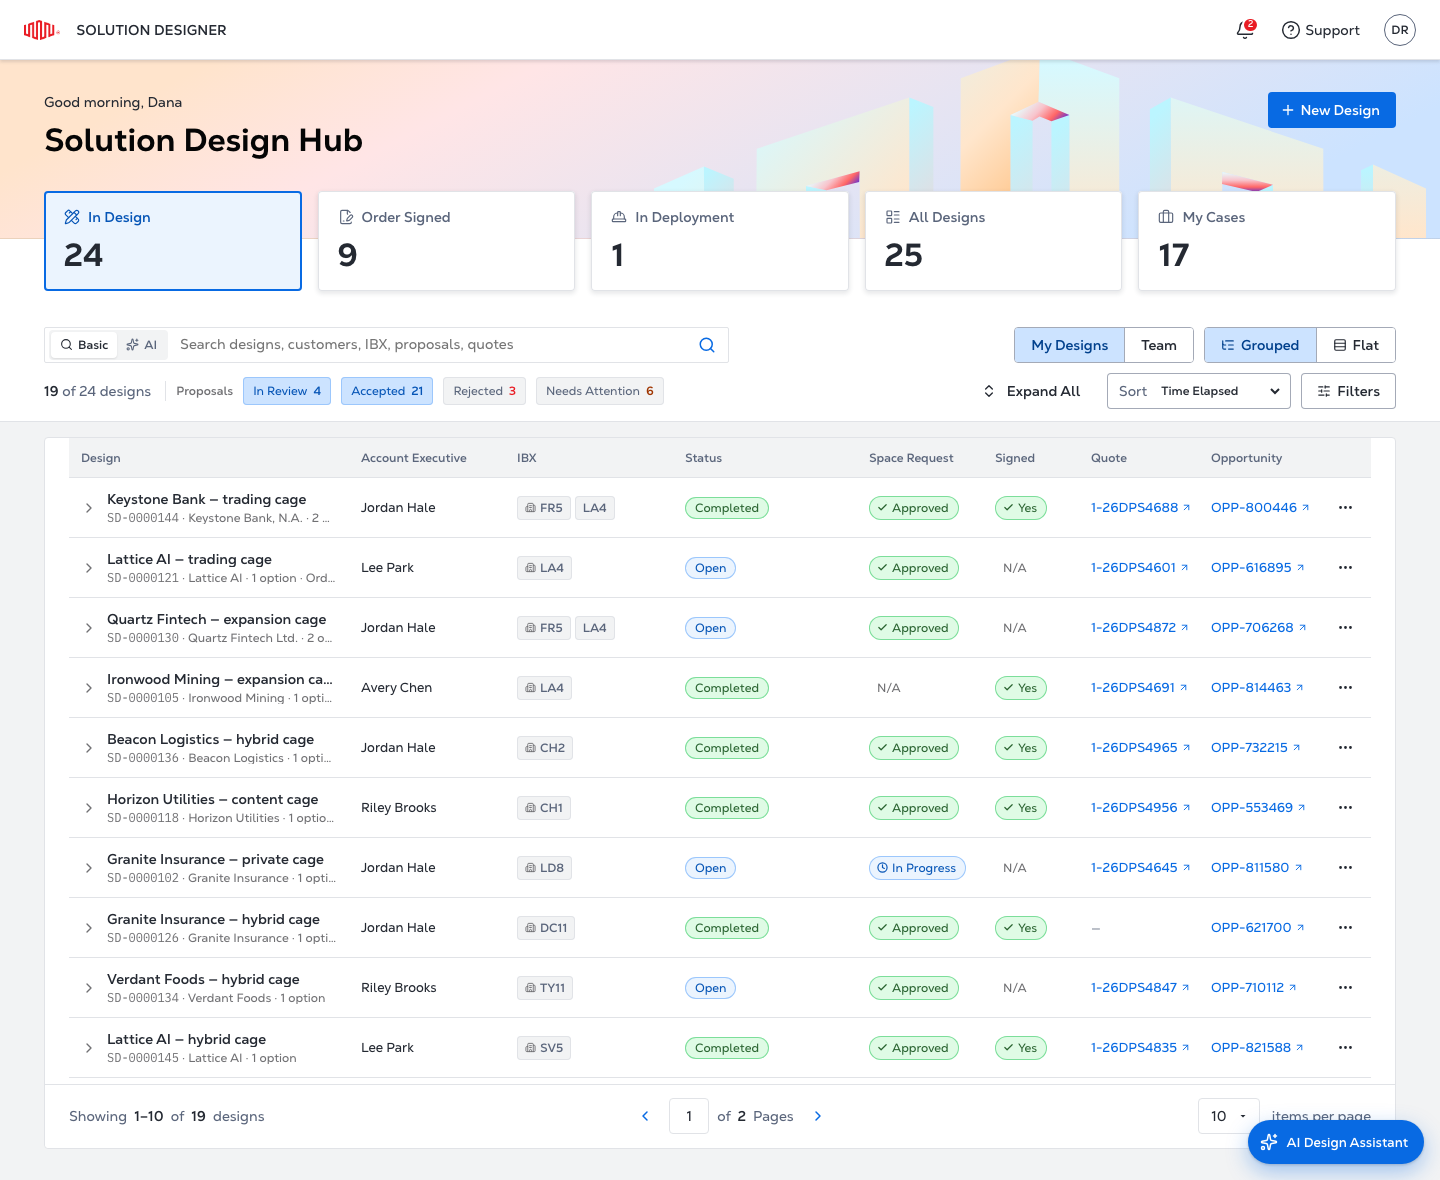 SOLUTION DESIGNER
2
Support
DR
Good morning, Dana
Solution Design Hub
New Design
In Design
24
Order Signed
9
In Deployment
1
All Designs
25
My Cases
17
Basic
AI
Search designs, customers, IBX, proposals, quotes
My Designs
Team
Grouped
Flat
19 of 24 designs
Proposals
In Review 4
Accepted 21
Rejected 3
Needs Attention 6
Expand All
Sort Time Elapsed
Filters
Design Account Executive IBX Status Space Request Signed Quote Opportunity
Keystone Bank – trading cage
SD-0000144 · Keystone Bank, N.A. · 2 ...
Jordan Hale FR5 LA4 Completed Approved Yes 1-26DPS4688 OPP-800446
Lattice AI – trading cage
SD-0000121 · Lattice AI · 1 option · Ord...
Lee Park LA4 Open Approved N/A 1-26DPS4601 OPP-616895
Quartz Fintech – expansion cage
SD-0000130 · Quartz Fintech Ltd. · 2 o...
Jordan Hale FR5 LA4 Open Approved N/A 1-26DPS4872 OPP-706268
Ironwood Mining – expansion ca...
SD-0000105 · Ironwood Mining · 1 opti...
Avery Chen LA4 Completed N/A Yes 1-26DPS4691 OPP-814463
Beacon Logistics – hybrid cage
SD-0000136 · Beacon Logistics · 1 opti...
Jordan Hale CH2 Completed Approved Yes 1-26DPS4965 OPP-732215
Horizon Utilities – content cage
SD-0000118 · Horizon Utilities · 1 optio...
Riley Brooks CH1 Completed Approved Yes 1-26DPS4956 OPP-553469
Granite Insurance – private cage
SD-0000102 · Granite Insurance · 1 opti...
Jordan Hale LD8 Open In Progress N/A 1-26DPS4645 OPP-811580
Granite Insurance – hybrid cage
SD-0000126 · Granite Insurance · 1 opti...
Jordan Hale DC11 Completed Approved Yes – OPP-621700
Verdant Foods – hybrid cage
SD-0000134 · Verdant Foods · 1 option
Riley Brooks TY11 Open Approved N/A 1-26DPS4847 OPP-710112
Lattice AI – hybrid cage
SD-0000145 · Lattice AI · 1 option
Lee Park SV5 Completed Approved Yes 1-26DPS4835 OPP-821588
Showing 1–10 of 19 designs
1 of 2 Pages
10 items per page
AI Design Assistant